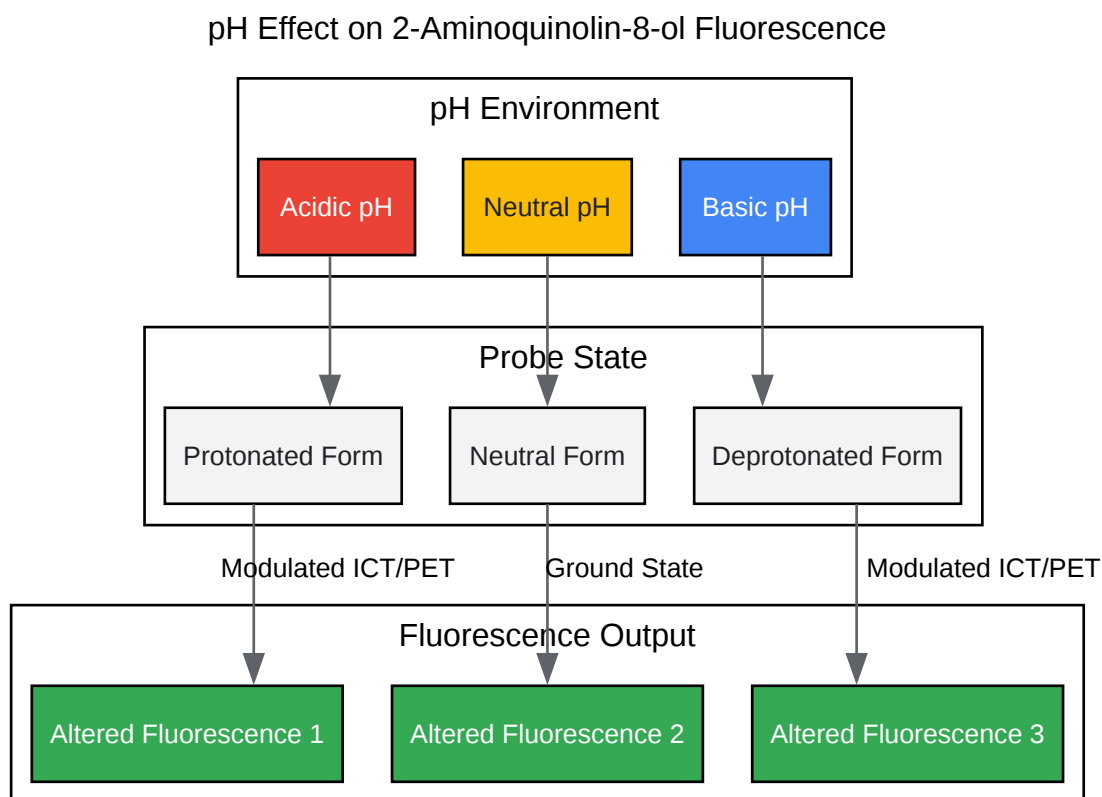 pH Effect on 2-Aminoquinolin-8-ol Fluorescence
pH Environment
Acidic pH
Neutral pH
Basic pH
Probe State
Protonated Form
Neutral Form
Deprotonated Form
Modulated ICT/PET
Ground State
Modulated ICT/PET
Fluorescence Output
Altered Fluorescence 1
Altered Fluorescence 2
Altered Fluorescence 3